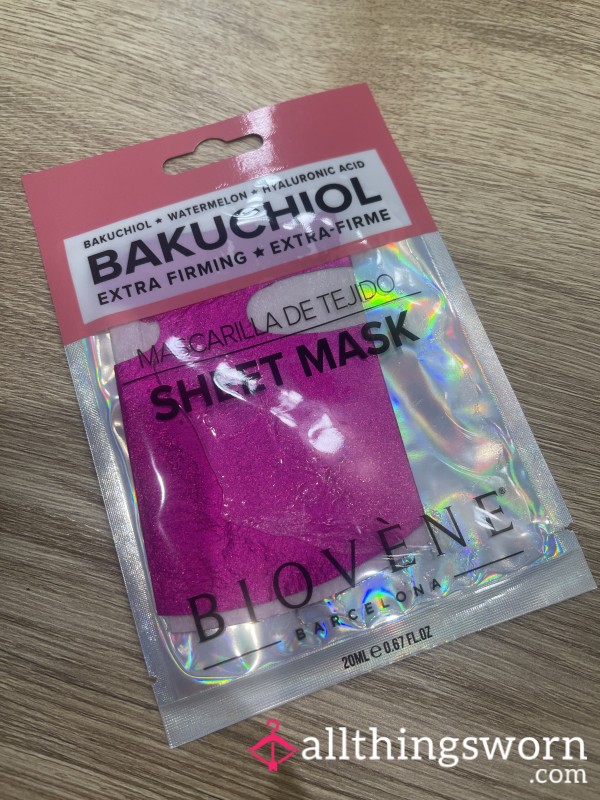 BAKUCHIOL ★ WATERMELON ★ HYALURONIC ACID
BAKUCHIOL
EXTRA FIRMING ★ EXTRA-FIRME
MASCARILLA DE TEJIDO
SHEET MASK
BIOVÈNE®
BARCELONA
20ML ℮ 0.67 FL.OZ
allthingsworn
.com